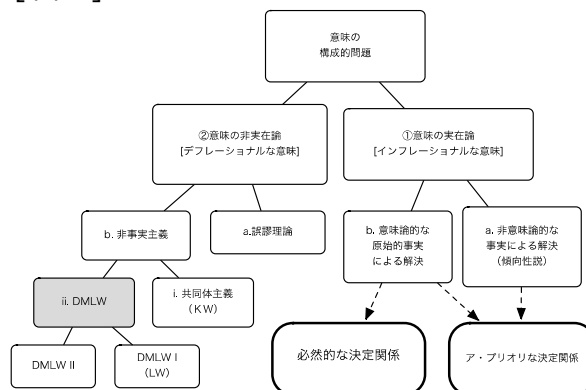 意味の
構成的問題
②意味の非実在論
[デフレーショナルな意味]
①意味の実在論
[インフレーショナルな意味]
b. 非事実主義
a.誤謬理論
b. 意味論的な
原始的事実
による解決
a. 非意味論的な
事実による解決
(傾向性説)
ii. DMLW
i. 共同体主義
(KW)
DMLW II
DMLW I
(LW)
必然的な決定関係
ア・プリオリな決定関係